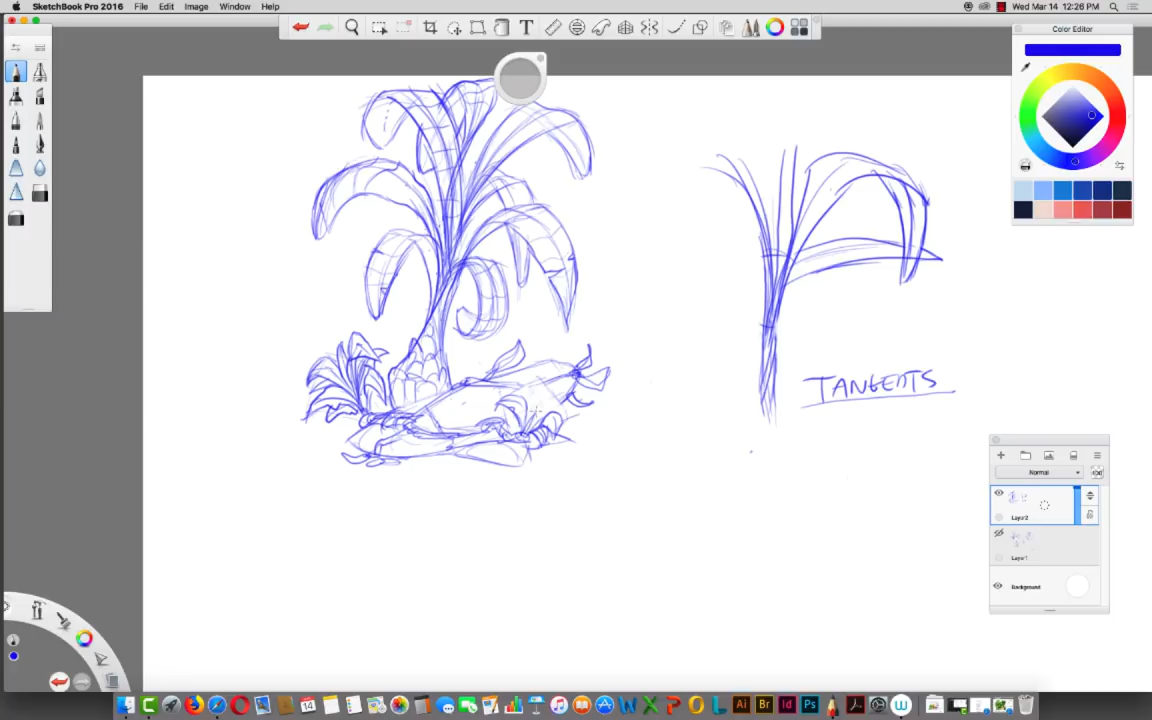 SketchBook Pro 2016 File Edit Image Window Help
Wed Mar 14 12:26 PM
Color Editor
TANGENTS
Normal
Layer2
Layer1
Background
14